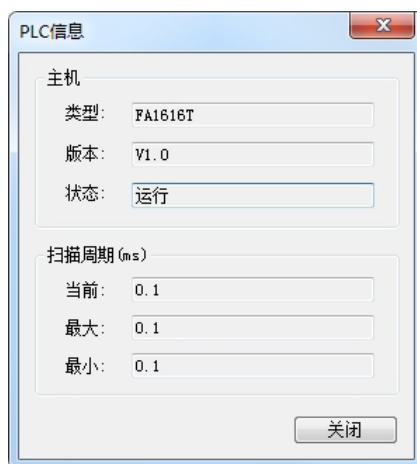 PLC信息
主机
类型: FA1616T
版本: V1.0
状态: 运行
扫描周期(ms)
当前: 0.1
最大: 0.1
最小: 0.1
关闭